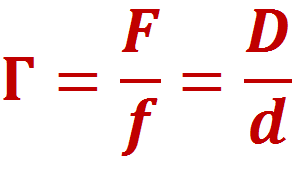 Γ = F/f = D/d